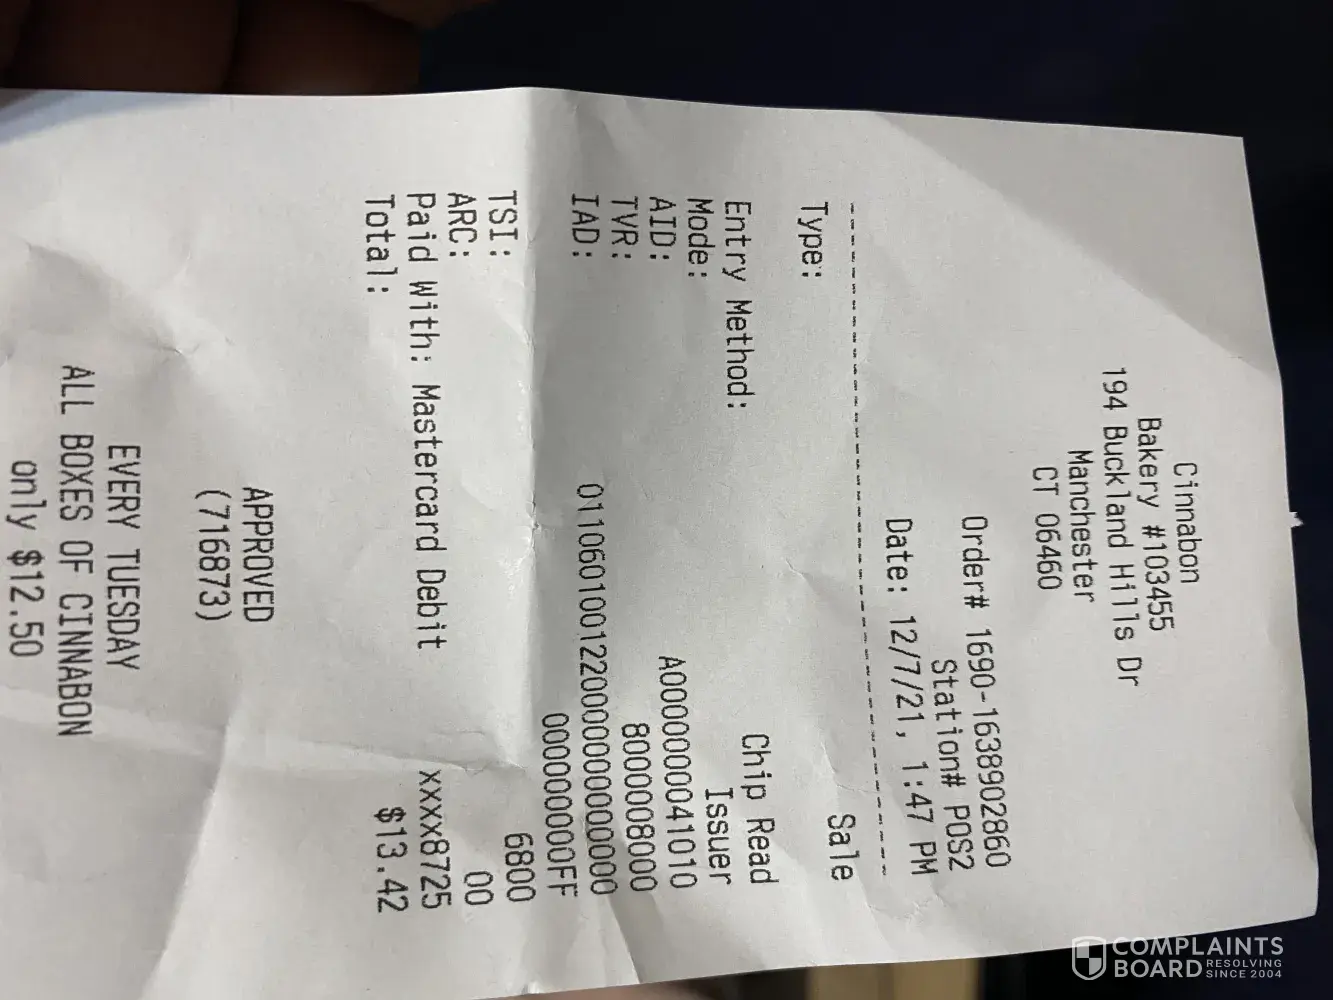 Cinnabon
Bakery #103455
194 Buckland Hills Dr
Manchester
CT 06460
Order# 1690-1638902860
Station# POS2
Date: 12/7/21, 1:47 PM
--------------------------------------------
Type: Sale
Entry Method: Chip Read
Mode: Issuer
AID: A0000000041010
TVR: 8000008000
IAD: 0110601001220000000000000000
00000000000FF
TSI: 6800
ARC: 00
Paid With: Mastercard Debit xxxx8725
Total: $13.42
APPROVED
(716873)
EVERY TUESDAY
ALL BOXES OF CINNABON
only $12.50
COMPLAINTS
BOARD RESOLVING
SINCE 2004